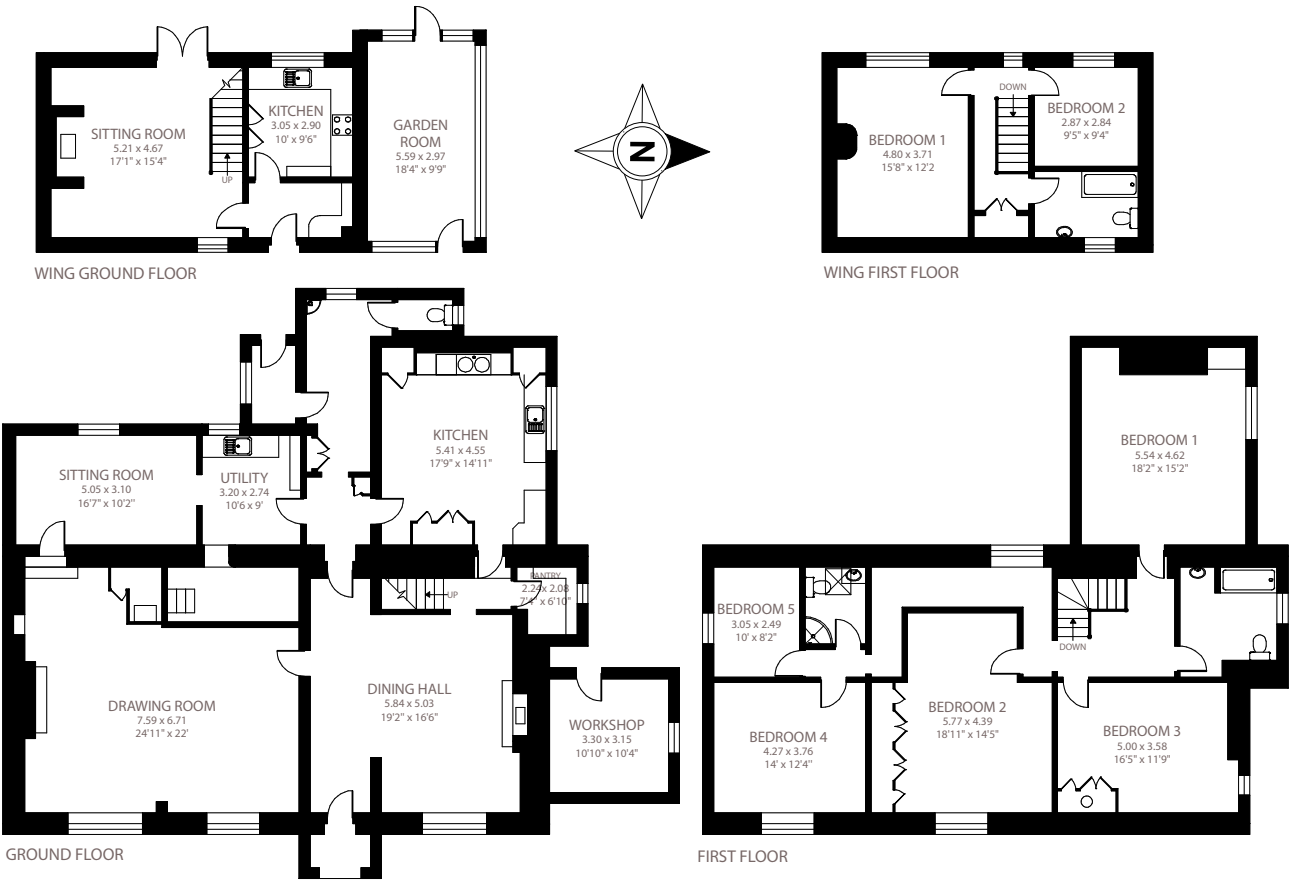 SITTING ROOM
5.21 x 4.67
17'1" x 15'4"
UP
KITCHEN
3.05 x 2.90
10' x 9'6"
GARDEN
ROOM
5.59 x 2.97
18'4" x 9'9"
WING GROUND FLOOR
N
BEDROOM 1
4.80 x 3.71
15'8" x 12'2
DOWN
BEDROOM 2
2.87 x 2.84
9'5" x 9'4"
WING FIRST FLOOR
SITTING ROOM
5.05 x 3.10
16'7" x 10'2"
UTILITY
3.20 x 2.74
10'6 x 9'
KITCHEN
5.41 x 4.55
17'9" x 14'11"
UP
PANTRY
2.24x 2.08
7'4" x 6'10"
DRAWING ROOM
7.59 x 6.71
24'11" x 22'
DINING HALL
5.84 x 5.03
19'2" x 16'6"
WORKSHOP
3.30 x 3.15
10'10" x 10'4"
GROUND FLOOR
BEDROOM 1
5.54 x 4.62
18'2" x 15'2"
BEDROOM 5
3.05 x 2.49
10' x 8'2"
DOWN
BEDROOM 4
4.27 x 3.76
14' x 12'4"
BEDROOM 2
5.77 x 4.39
18'11" x 14'5"
BEDROOM 3
5.00 x 3.58
16'5" x 11'9"
FIRST FLOOR